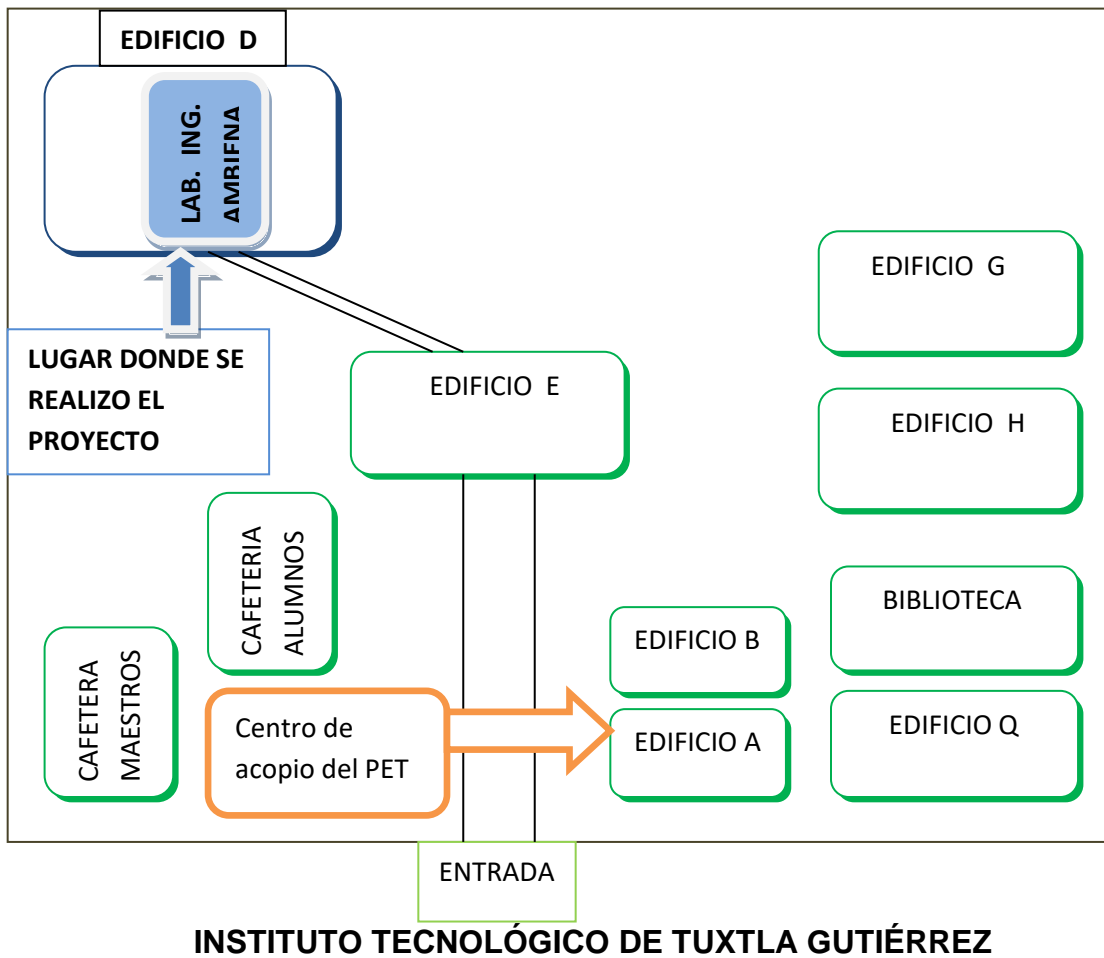 EDIFICIO D
LAB. ING.
AMBIENA
EDIFICIO G
LUGAR DONDE SE
REALIZO EL
PROYECTO
EDIFICIO E
EDIFICIO H
CAFETERIA
ALUMNOS
BIBLIOTECA
EDIFICIO B
CAFETERA
MAESTROS
Centro de
acopio del PET
EDIFICIO A
EDIFICIO Q
ENTRADA
INSTITUTO TECNOLÓGICO DE TUXTLA GUTIÉRREZ